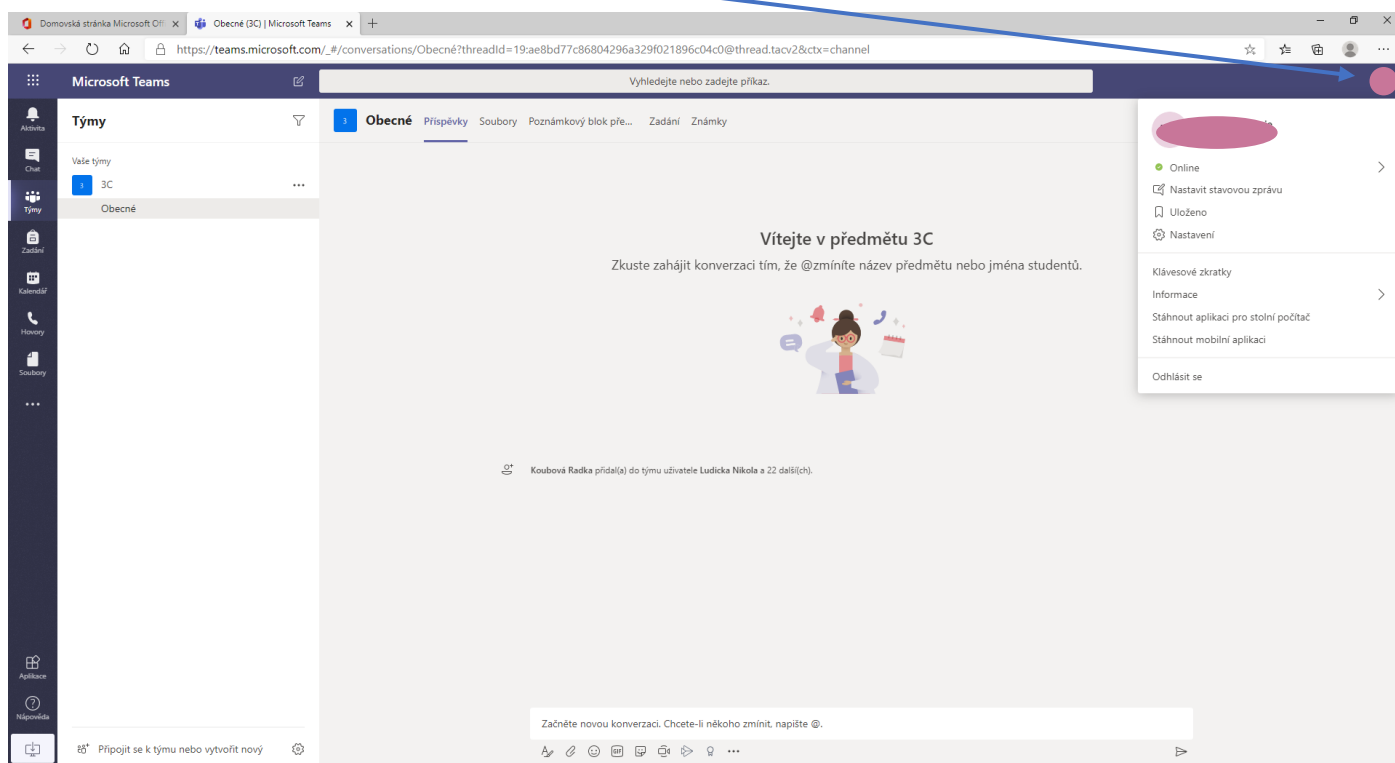 Domovská stránka Microsoft Offi
Obecné (3C) | Microsoft Teams
https://teams.microsoft.com/_#/conversations/Obecné?threadId=19:ae8bd77c86804296a329f021896c04c0@thread.tacv2&ctx=channel
Microsoft Teams
Vyhledejte nebo zadejte příkaz.
Aktivita
Chat
Týmy
Zadání
Kalendář
Hovory
Soubory
Aplikace
Nápověda
Týmy
Vaše týmy
3 3C
Obecné
Připojit se k týmu nebo vytvořit nový
3 Obecné Příspěvky Soubory Poznámkový blok pře... Zadání Známky
Vítejte v předmětu 3C
Zkuste zahájit konverzaci tím, že @zmíníte název předmětu nebo jména studentů.
Koubová Radka přidal(a) do týmu uživatele Ludicka Nikola a 22 další(ch).
Začněte novou konverzaci. Chcete-li někoho zmínit, napište @.
GIF
Online
Nastavit stavovou zprávu
Uloženo
Nastavení
Klávesové zkratky
Informace
Stáhnout aplikaci pro stolní počítač
Stáhnout mobilní aplikaci
Odhlásit se